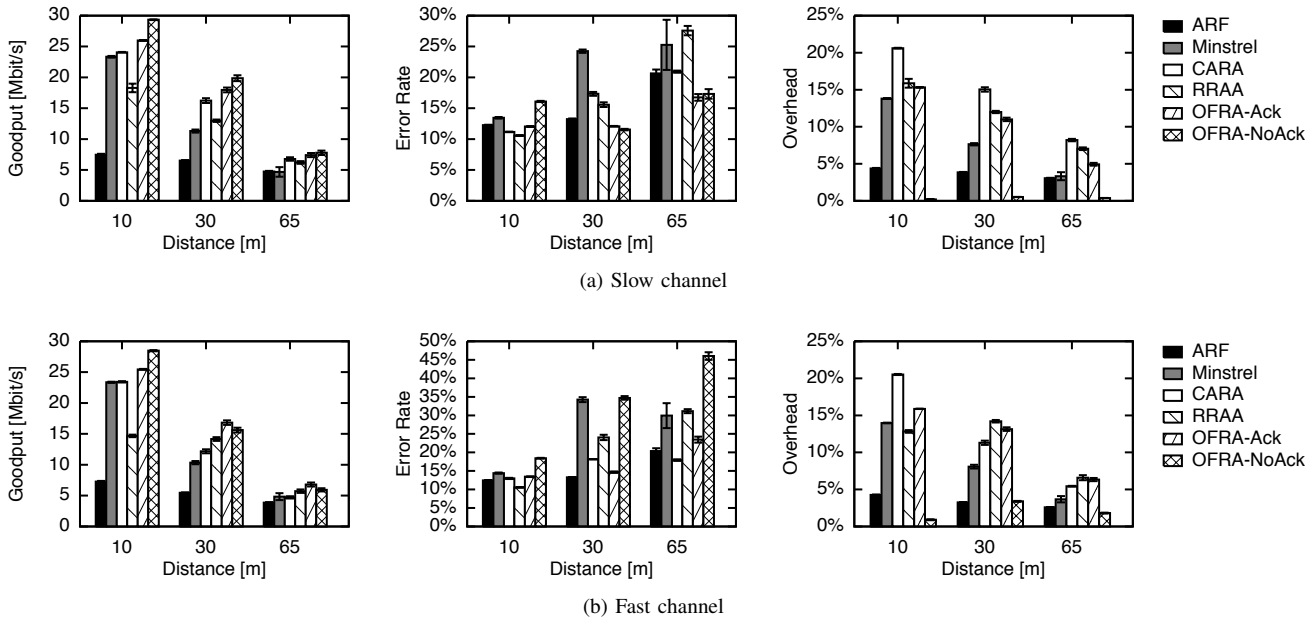 30
25
20
15
10
5
0
Goodput [Mbit/s]
10 30 65
Distance [m]
30%
25%
20%
15%
10%
5%
0%
Error Rate
10 30 65
Distance [m]
25%
20%
15%
10%
5%
0%
Overhead
10 30 65
Distance [m]
ARF
Minstrel
CARA
RRAA
OFRA-Ack
OFRA-NoAck
(a) Slow channel
30
25
20
15
10
5
0
Goodput [Mbit/s]
10 30 65
Distance [m]
50%
45%
40%
35%
30%
25%
20%
15%
10%
5%
0%
Error Rate
10 30 65
Distance [m]
25%
20%
15%
10%
5%
0%
Overhead
10 30 65
Distance [m]
ARF
Minstrel
CARA
RRAA
OFRA-Ack
OFRA-NoAck
(b) Fast channel